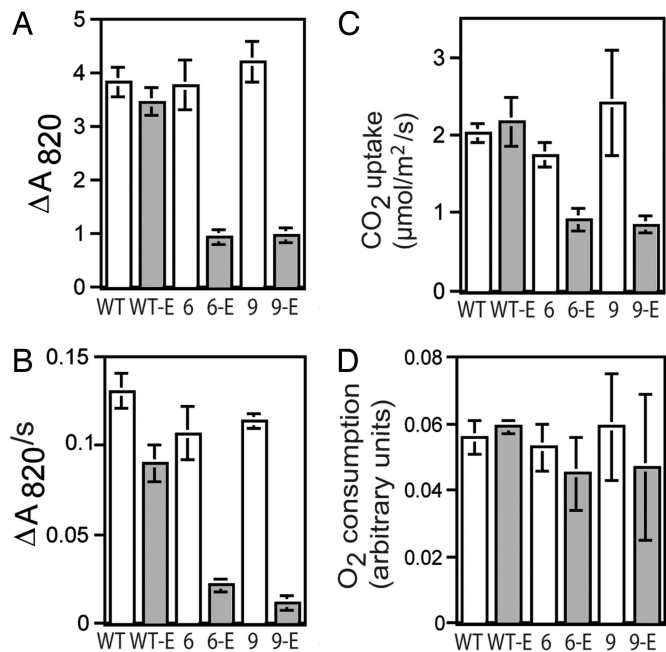 A
ΔA 820
5
4
3
2
1
0
WT WT-E 6 6-E 9 9-E
B
ΔA 820/s
0.15
0.1
0.05
0
WT WT-E 6 6-E 9 9-E
C
CO2 uptake
(μmol/m2/s)
3
2
1
0
WT WT-E 6 6-E 9 9-E
D
O2 consumption
(arbitrary units)
0.08
0.06
0.04
0.02
0
WT WT-E 6 6-E 9 9-E